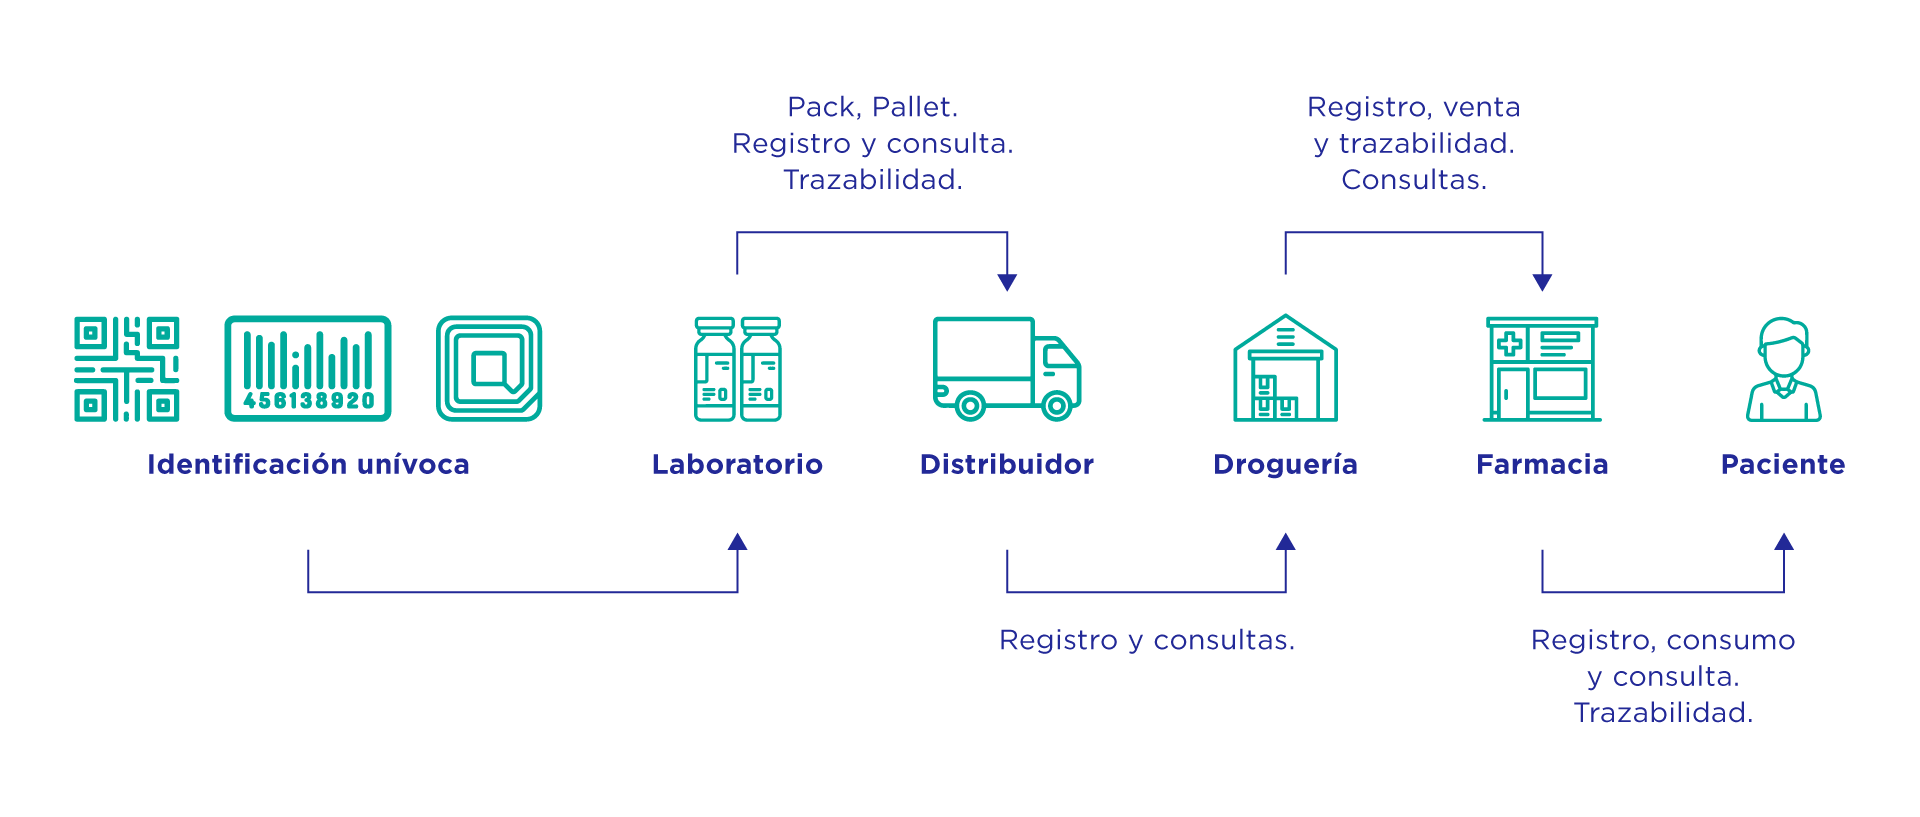 Pack, Pallet.
Registro y consulta.
Trazabilidad.
Registro, venta
y trazabilidad.
Consultas.
456138920
Identificación unívoca
Laboratorio
Distribuidor
Droguería
Farmacia
Paciente
Registro y consultas.
Registro, consumo
y consulta.
Trazabilidad.